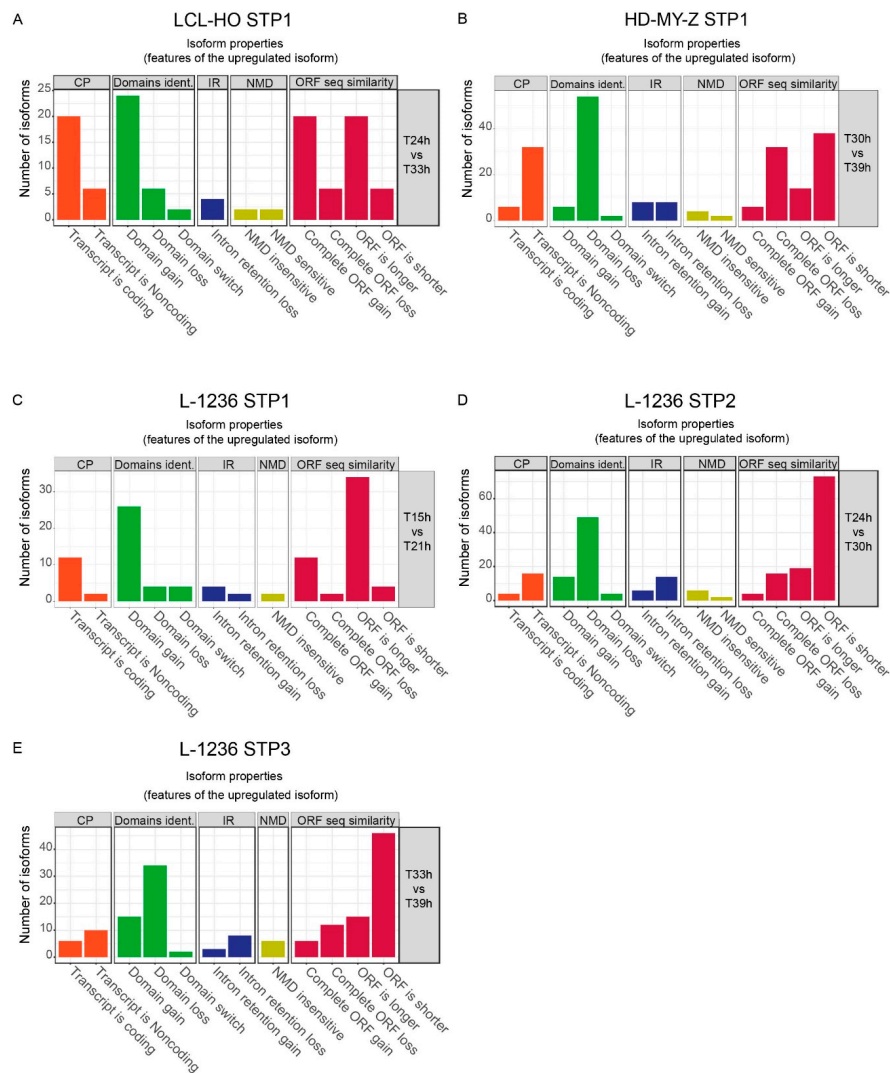 A
LCL-HO STP1
Isoform properties
(features of the upregulated isoform)
CP
Domains ident.
IR
NMD
ORF seq similarity
Number of isoforms
25
20
15
10
5
0
T24h
vs
T33h
Transcript is coding
Transcript is Noncoding
Domain gain
Domain loss
Domain switch
Intron retention loss
NMD insensitive
NMD sensitive
Complete ORF gain
Complete ORF loss
ORF is longer
ORF is shorter
B
HD-MY-Z STP1
Isoform properties
(features of the upregulated isoform)
CP
Domains ident.
IR
NMD
ORF seq similarity
Number of isoforms
40
20
0
T30h
vs
T39h
Transcript is coding
Transcript is Noncoding
Domain gain
Domain loss
Domain switch
Intron retention gain
Intron retention loss
NMD insensitive
NMD sensitive
Complete ORF gain
Complete ORF loss
ORF is longer
ORF is shorter
C
L-1236 STP1
Isoform properties
(features of the upregulated isoform)
CP
Domains ident.
IR
NMD
ORF seq similarity
Number of isoforms
30
20
10
0
T15h
vs
T21h
Transcript is coding
Transcript is Noncoding
Domain gain
Domain loss
Domain switch
Intron retention gain
Intron retention loss
NMD insensitive
Complete ORF gain
Complete ORF loss
ORF is longer
ORF is shorter
D
L-1236 STP2
Isoform properties
(features of the upregulated isoform)
CP
Domains ident.
IR
NMD
ORF seq similarity
Number of isoforms
60
40
20
0
T24h
vs
T30h
Transcript is coding
Transcript is Noncoding
Domain gain
Domain loss
Domain switch
Intron retention gain
Intron retention loss
NMD insensitive
NMD sensitive
Complete ORF gain
Complete ORF loss
ORF is longer
ORF is shorter
E
L-1236 STP3
Isoform properties
(features of the upregulated isoform)
CP
Domains ident.
IR
NMD
ORF seq similarity
Number of isoforms
40
30
20
10
0
T33h
vs
T39h
Transcript is coding
Transcript is Noncoding
Domain gain
Domain loss
Domain switch
Intron retention gain
Intron retention loss
NMD insensitive
Complete ORF gain
Complete ORF loss
ORF is longer
ORF is shorter